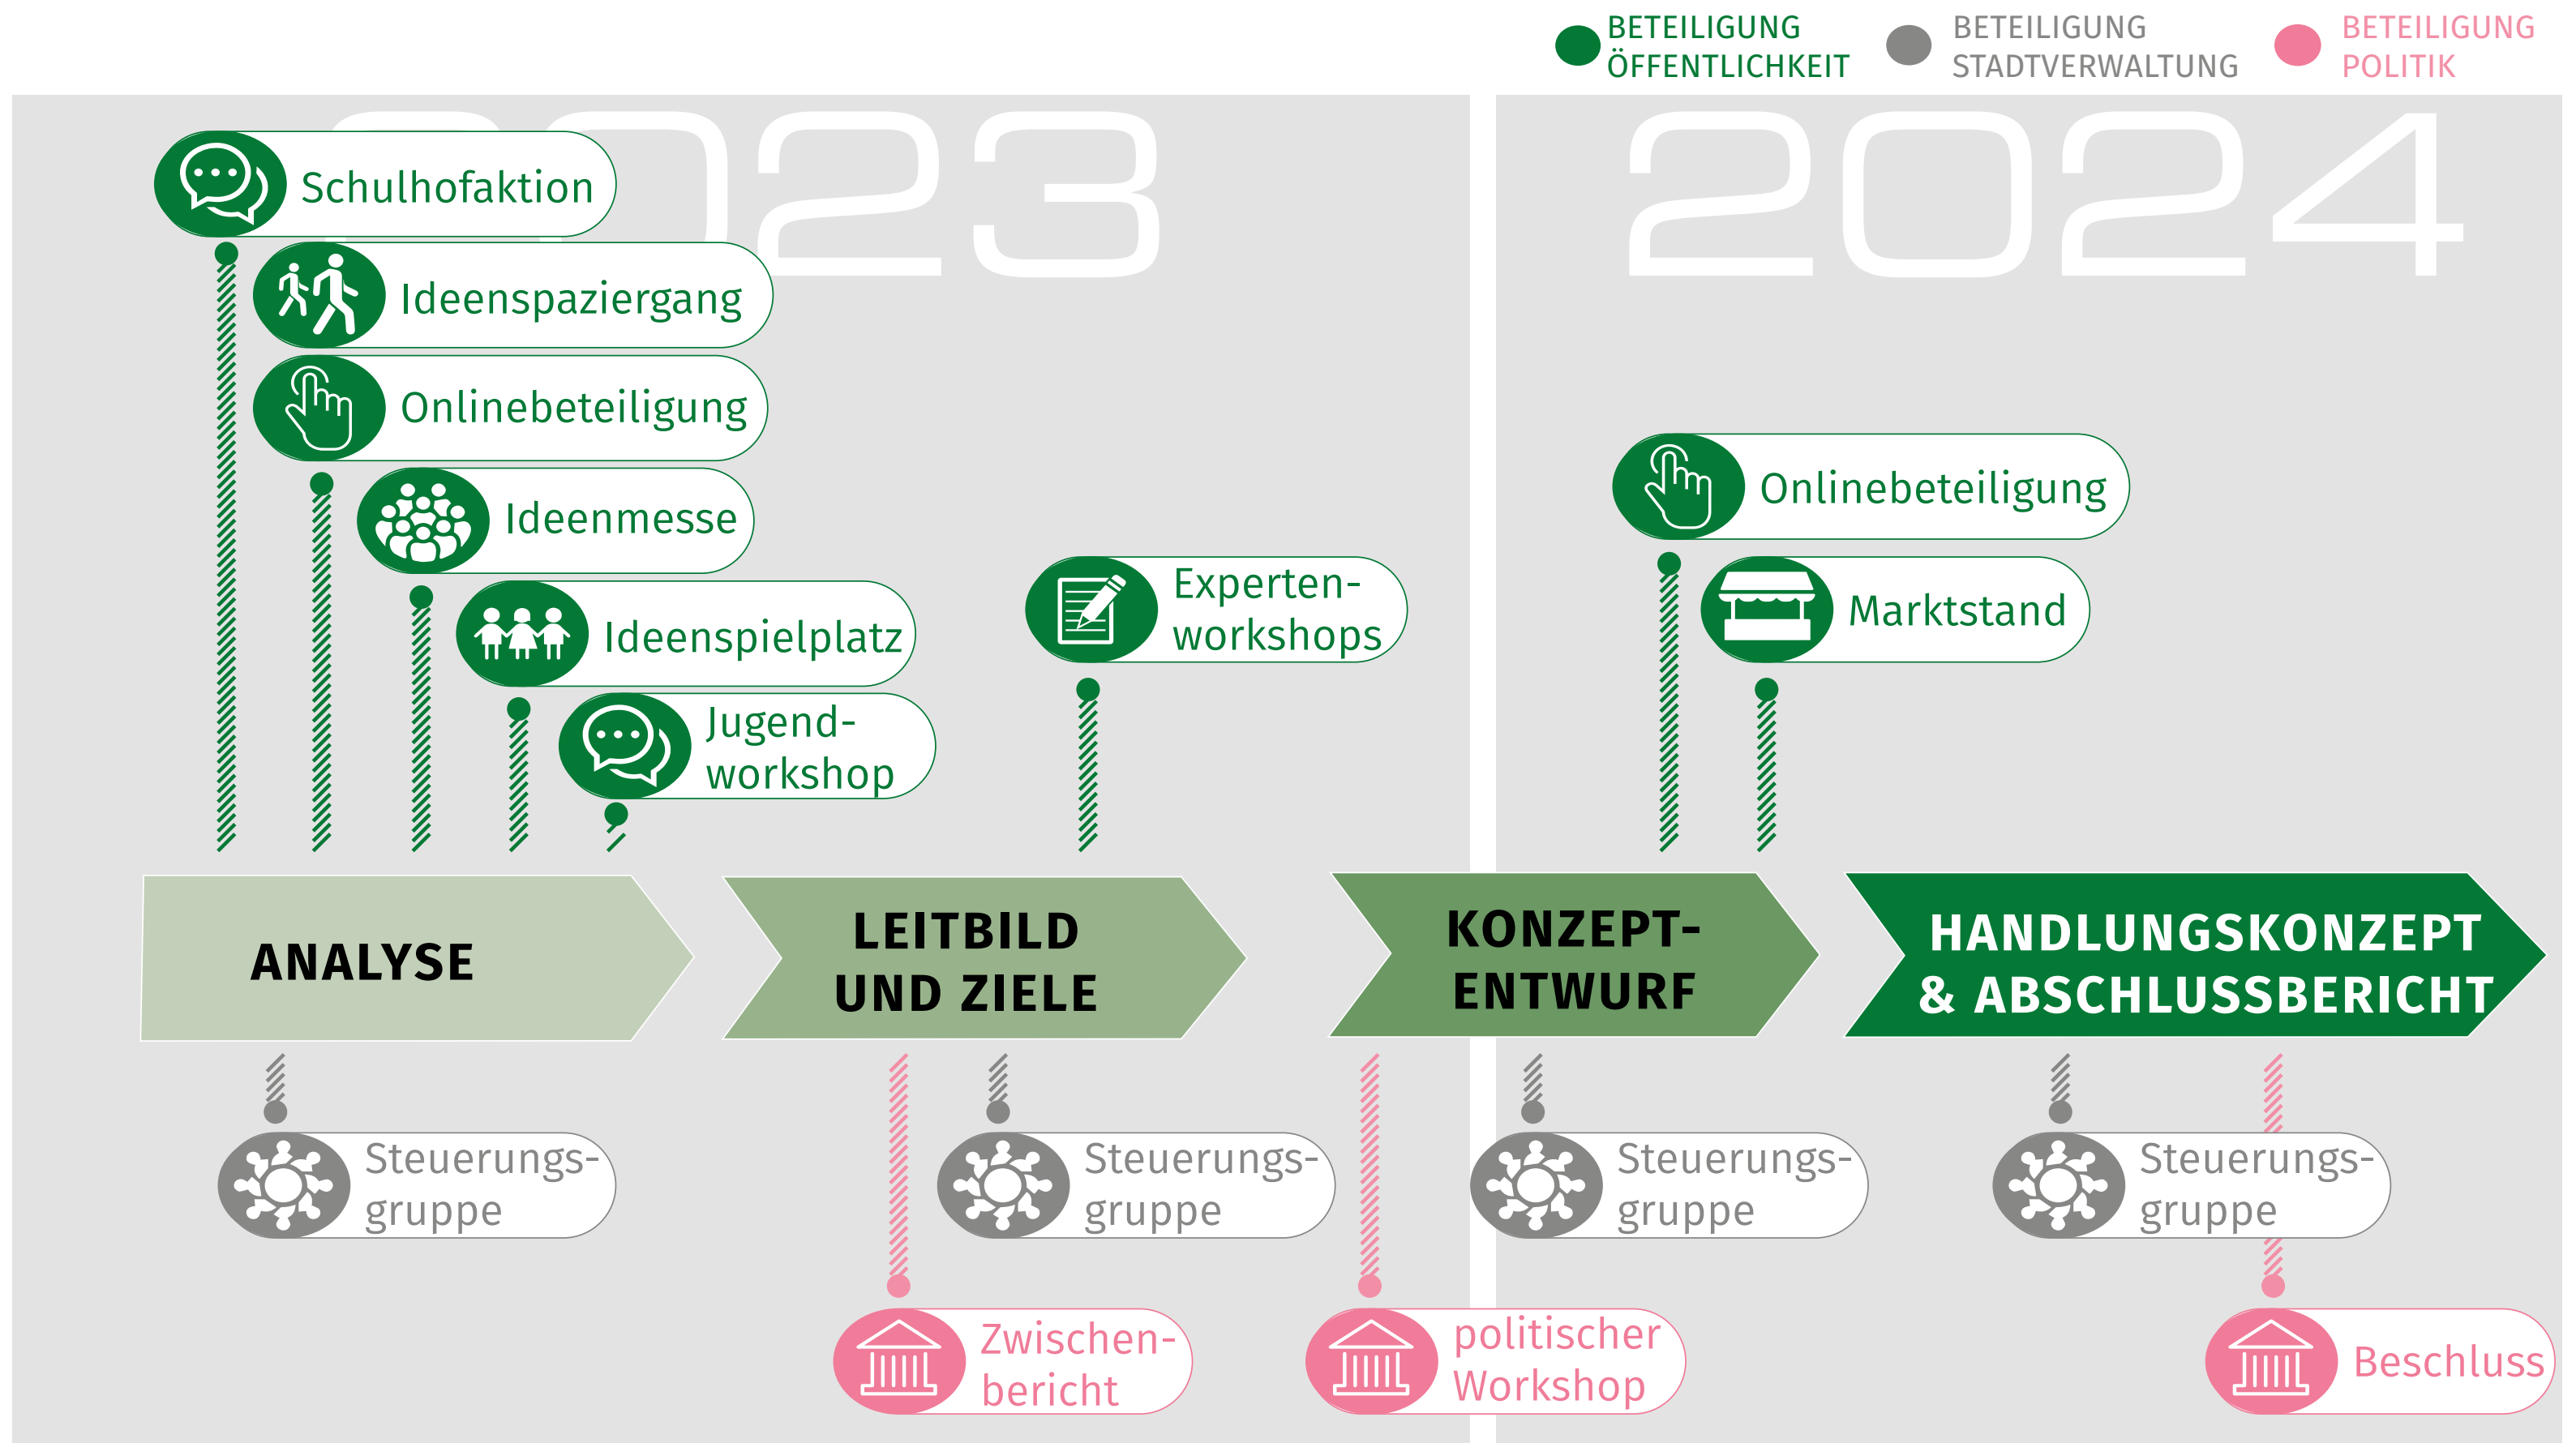 BETEILIGUNG
ÖFFENTLICHKEIT
BETEILIGUNG
STADTVERWALTUNG
BETEILIGUNG
POLITIK
2023
2024
Schulhofaktion
Ideenspaziergang
Onlinebeteiligung
Ideenmesse
Ideenspielplatz
Jugend-
workshop
Experten-
workshops
Onlinebeteiligung
Marktstand
ANALYSE
LEITBILD
UND ZIELE
KONZEPT-
ENTWURF
HANDLUNGSKONZEPT
& ABSCHLUSSBERICHT
Steuerungs-
gruppe
Steuerungs-
gruppe
Steuerungs-
gruppe
Steuerungs-
gruppe
Zwischen-
bericht
politischer
Workshop
Beschluss